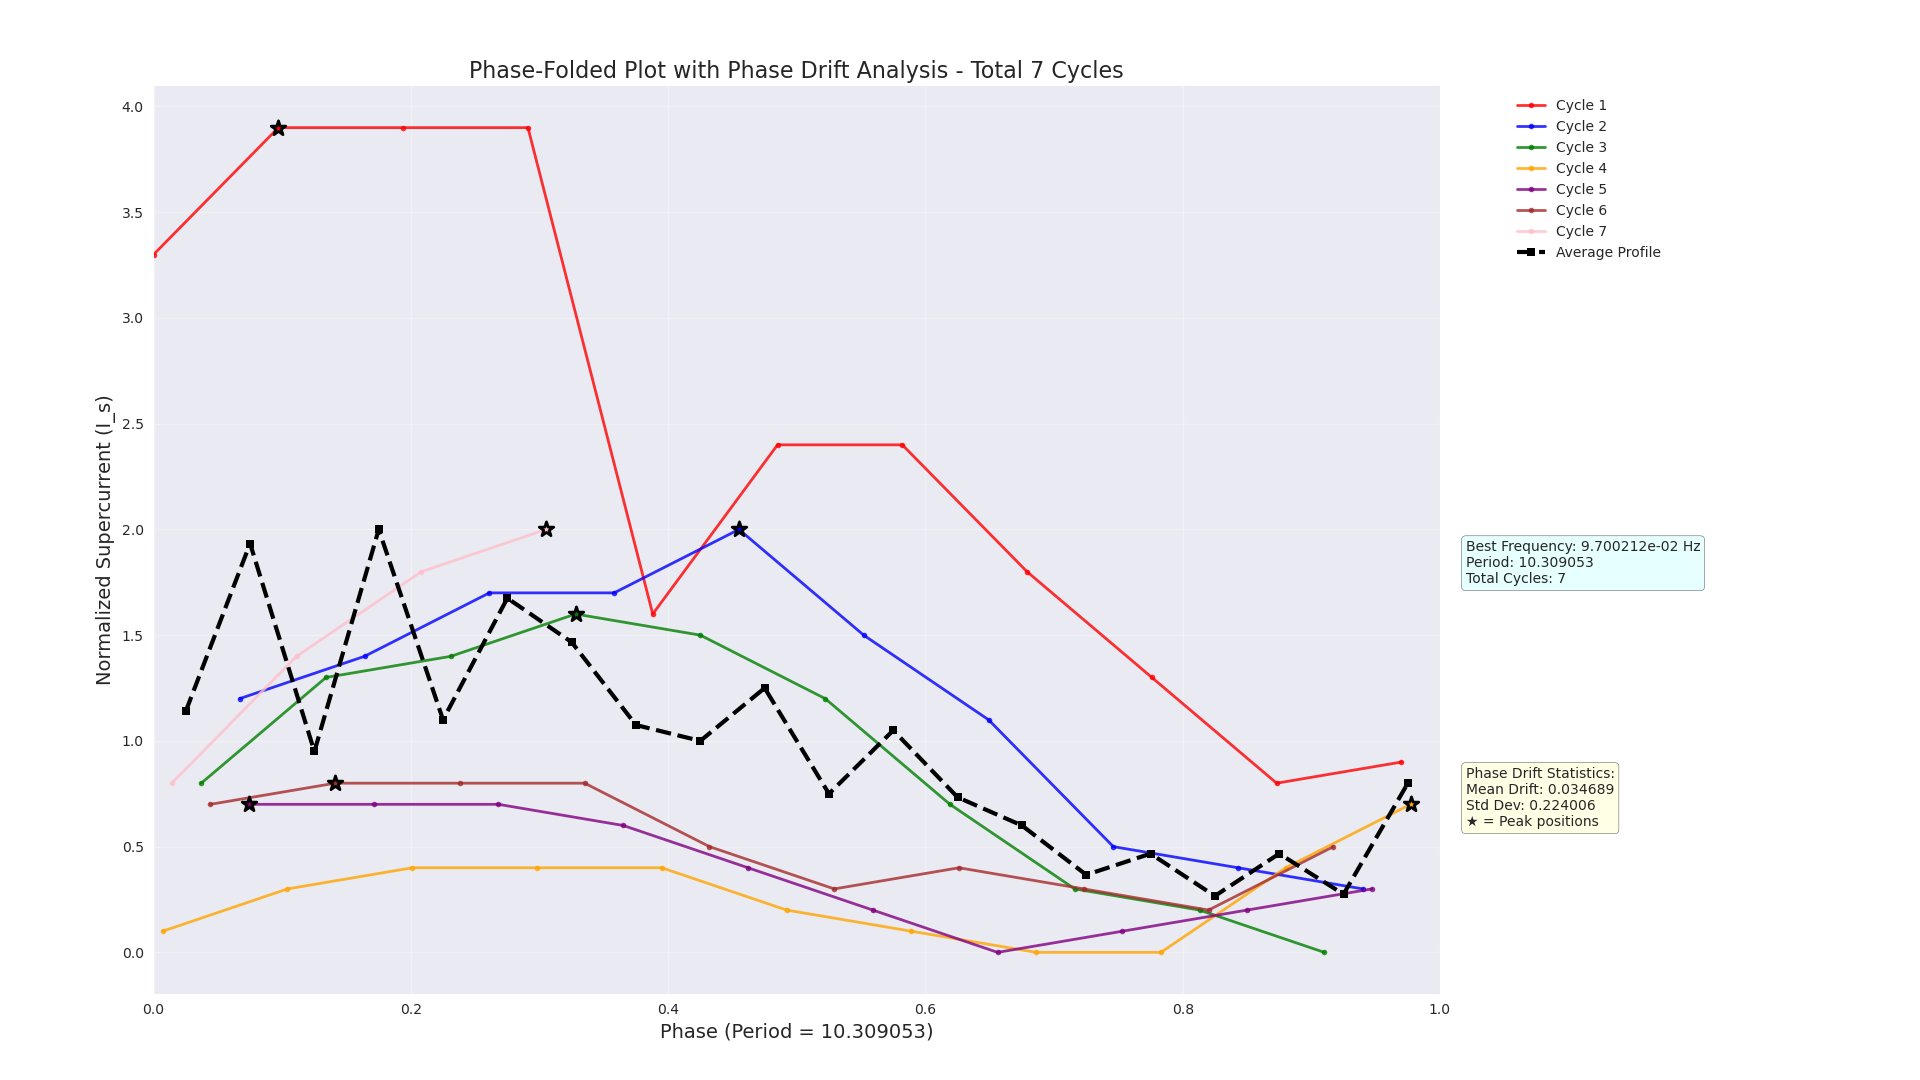 Phase-Folded Plot with Phase Drift Analysis - Total 7 Cycles
Normalized Supercurrent (I_s)
4.0
3.5
3.0
2.5
2.0
1.5
1.0
0.5
0.0
0.0
0.2
0.4
0.6
0.8
1.0
Phase (Period = 10.309053)
Cycle 1
Cycle 2
Cycle 3
Cycle 4
Cycle 5
Cycle 6
Cycle 7
Average Profile
Best Frequency: 9.700212e-02 Hz
Period: 10.309053
Total Cycles: 7
Phase Drift Statistics:
Mean Drift: 0.034689
Std Dev: 0.224006
★ = Peak positions